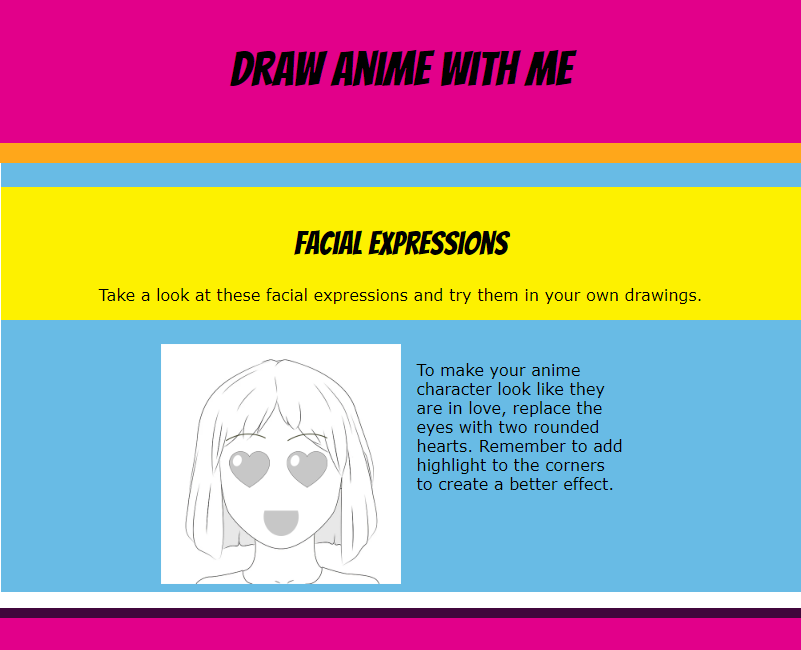 DRAW ANIME WITH ME
FACIAL EXPRESSIONS
Take a look at these facial expressions and try them in your own drawings.
To make your anime
character look like they
are in love, replace the
eyes with two rounded
hearts. Remember to add
highlight to the corners
to create a better effect.